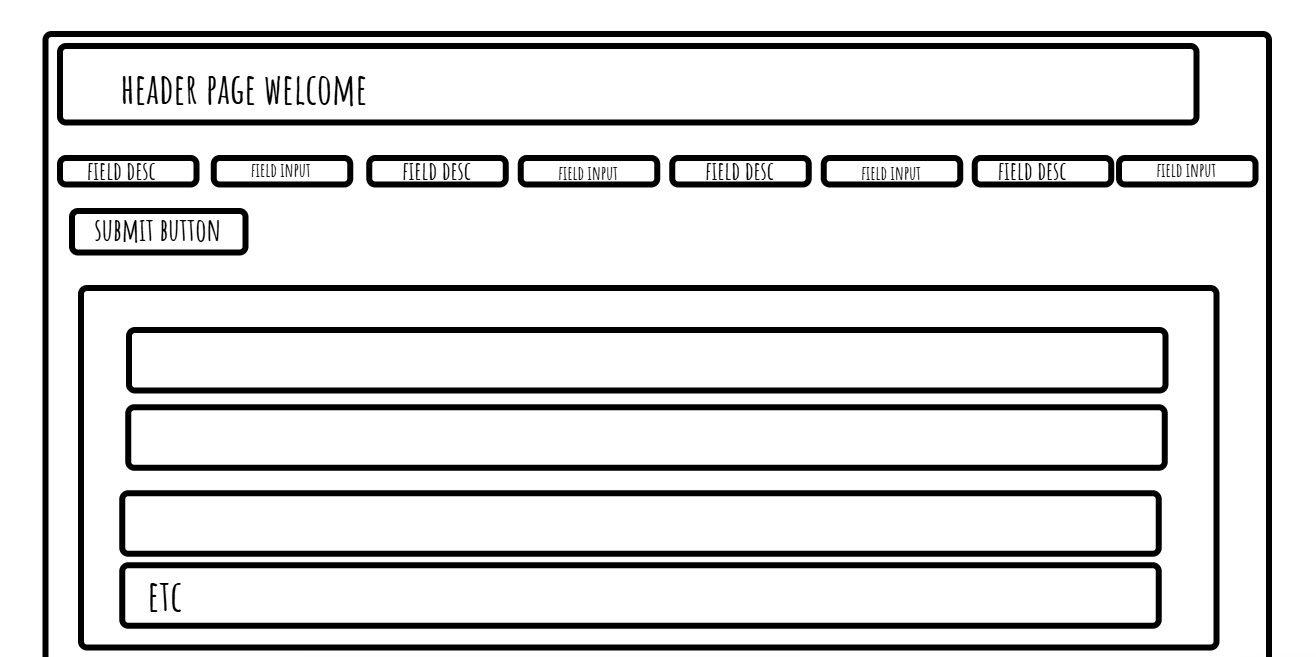 HEADER PAGE WELCOME
FIELD DESC FIELD INPUT FIELD DESC FIELD INPUT FIELD DESC FIELD INPUT FIELD DESC FIELD INPUT
SUBMIT BUTTON
ETC